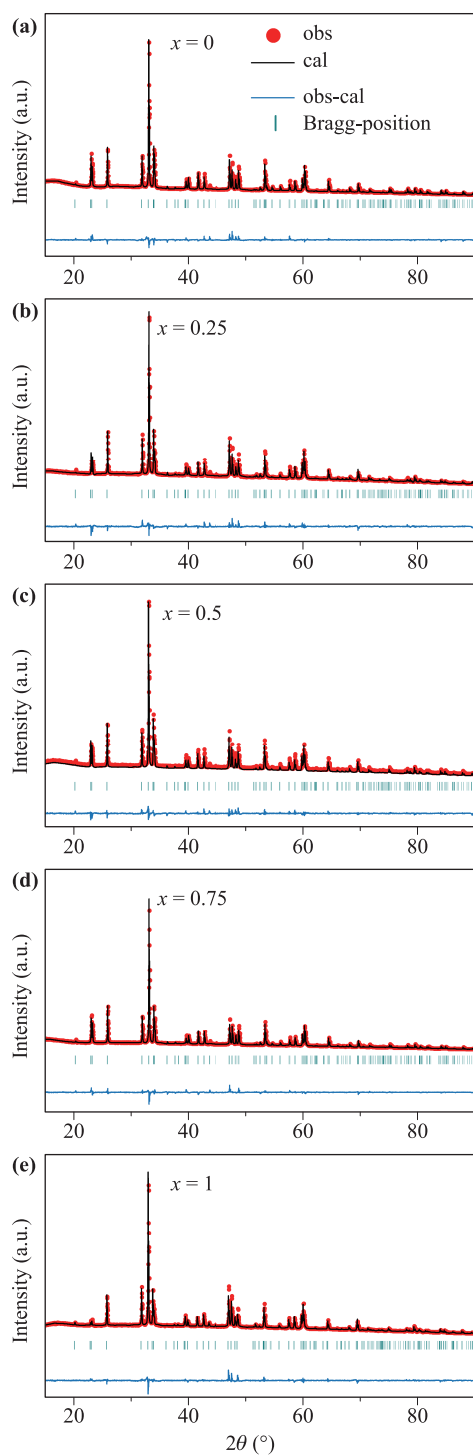 (a)
x = 0
obs
cal
obs-cal
Bragg-position
Intensity (a.u.)
20 40 60 80
(b)
x = 0.25
Intensity (a.u.)
20 40 60 80
(c)
x = 0.5
Intensity (a.u.)
20 40 60 80
(d)
x = 0.75
Intensity (a.u.)
20 40 60 80
(e)
x = 1
Intensity (a.u.)
20 40 60 80
2θ (°)